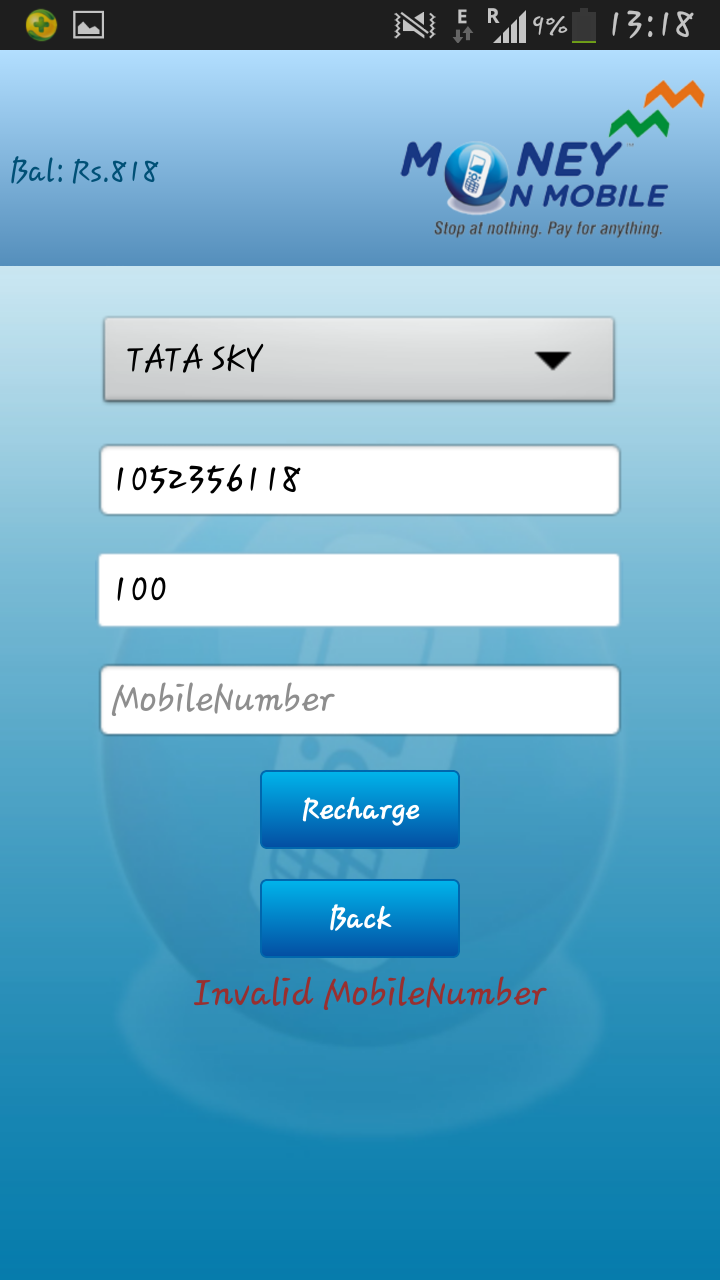 E R 9% 13:18
Bal: Rs.818
MONEY
ON MOBILE
Stop at nothing. Pay for anything.
TATA SKY
1052356118
100
MobileNumber
Recharge
Back
Invalid MobileNumber